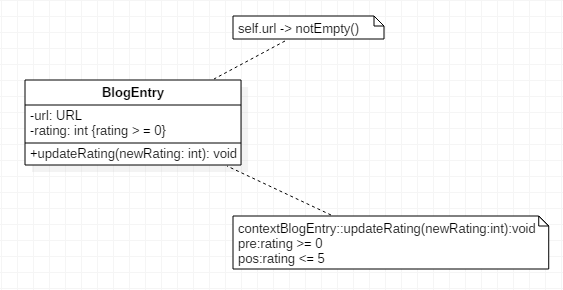 self.url -> notEmpty()
BlogEntry
-url: URL
-rating: int {rating > = 0}
+updateRating(newRating: int): void
contextBlogEntry::updateRating(newRating:int):void
pre:rating >= 0
pos:rating <= 5